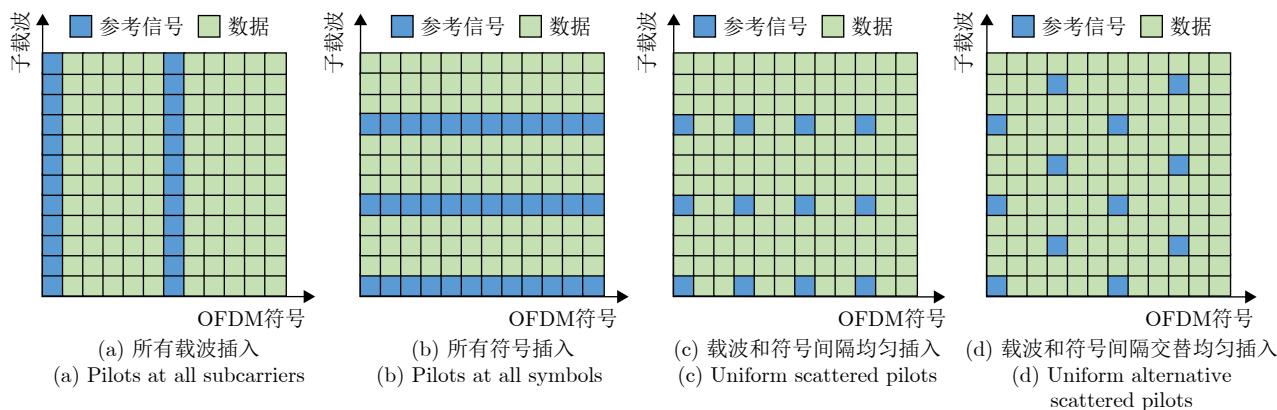 参考信号 数据
子载波
OFDM符号
(a) 所有载波插入
(a) Pilots at all subcarriers
参考信号 数据
子载波
OFDM符号
(b) 所有符号插入
(b) Pilots at all symbols
参考信号 数据
子载波
OFDM符号
(c) 载波和符号间隔均匀插入
(c) Uniform scattered pilots
参考信号 数据
子载波
OFDM符号
(d) 载波和符号间隔交替均匀插入
(d) Uniform alternative
scattered pilots